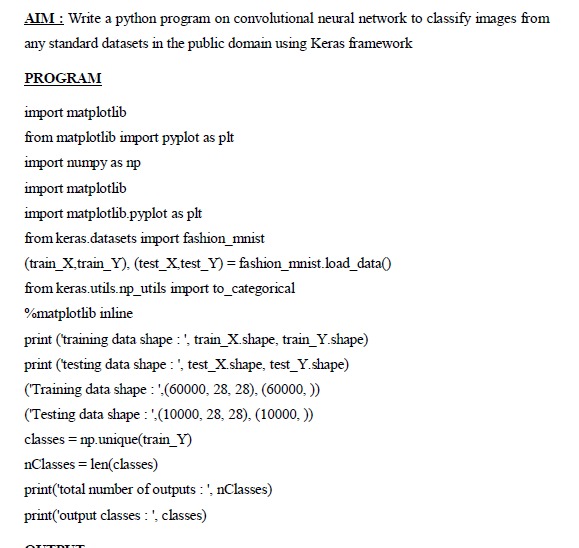 AIM : Write a python program on convolutional neural network to classify images from
any standard datasets in the public domain using Keras framework
PROGRAM
import matplotlib
from matplotlib import pyplot as plt
import numpy as np
import matplotlib
import matplotlib.pyplot as plt
from keras.datasets import fashion_mnist
(train_X,train_Y), (test_X,test_Y) = fashion_mnist.load_data()
from keras.utils.np_utils import to_categorical
%matplotlib inline
print ('training data shape : ', train_X.shape, train_Y.shape)
print ('testing data shape : ', test_X.shape, test_Y.shape)
('Training data shape : ',(60000, 28, 28), (60000, ))
('Testing data shape : ',(10000, 28, 28), (10000, ))
classes = np.unique(train_Y)
nClasses = len(classes)
print('total number of outputs : ', nClasses)
print('output classes : ', classes)